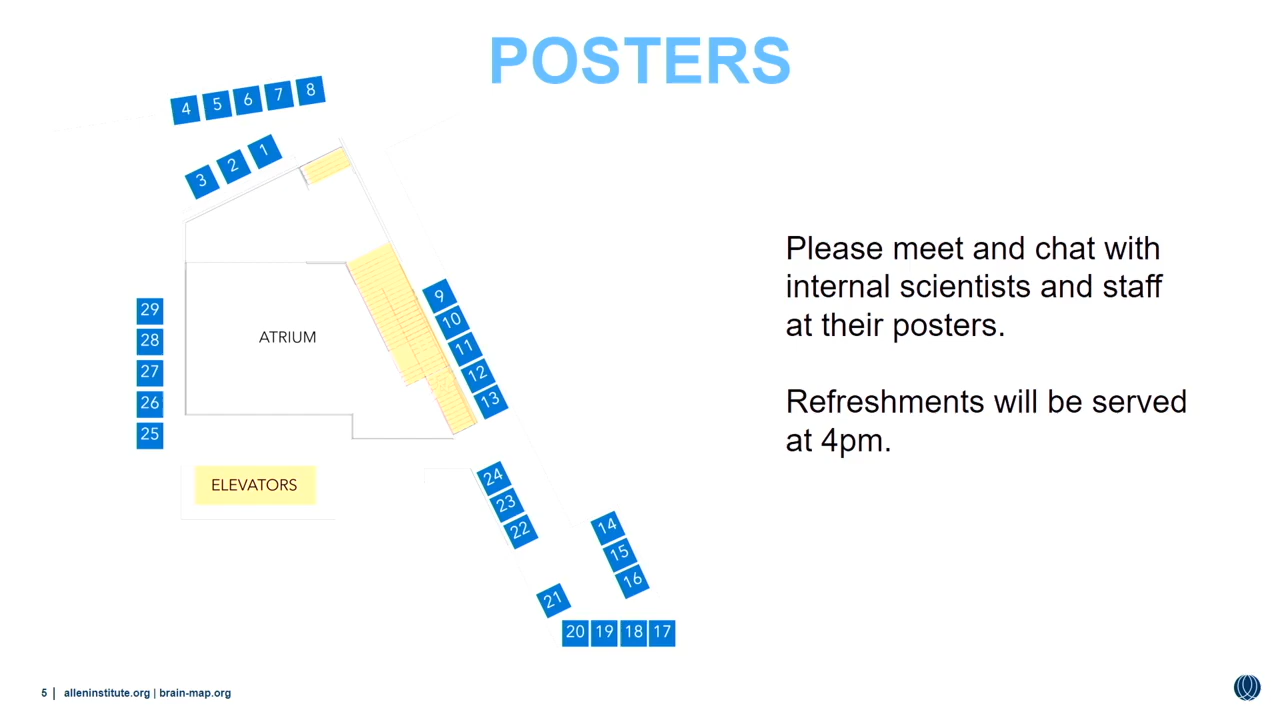 POSTERS
4 5 6 7 8
3 2 1
29
28
27
26
25
ATRIUM
9
10
11
12
13
ELEVATORS
24
23
22
14
15
16
21
20 19 18 17
Please meet and chat with
internal scientists and staff
at their posters.
Refreshments will be served
at 4pm.
5 | alleninstitute.org | brain-map.org